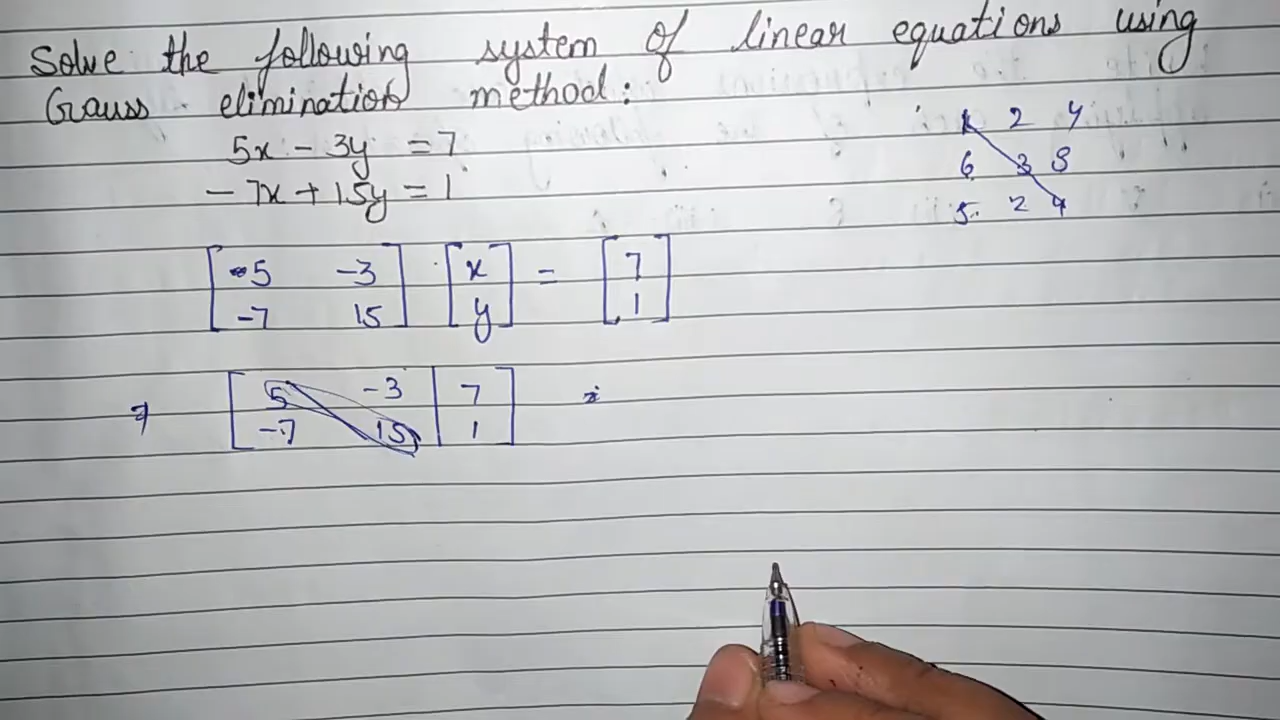 Solve the following system of linear equations using
Gauss elimination method:
5x - 3y = 7
- 7x + 15y = 1
1 2 4
6 3 8
5 2 4
[5 -3] [x] = [7]
[-7 15] [y] [1]
[5 -3 | 7]
[-7 15 | 1]